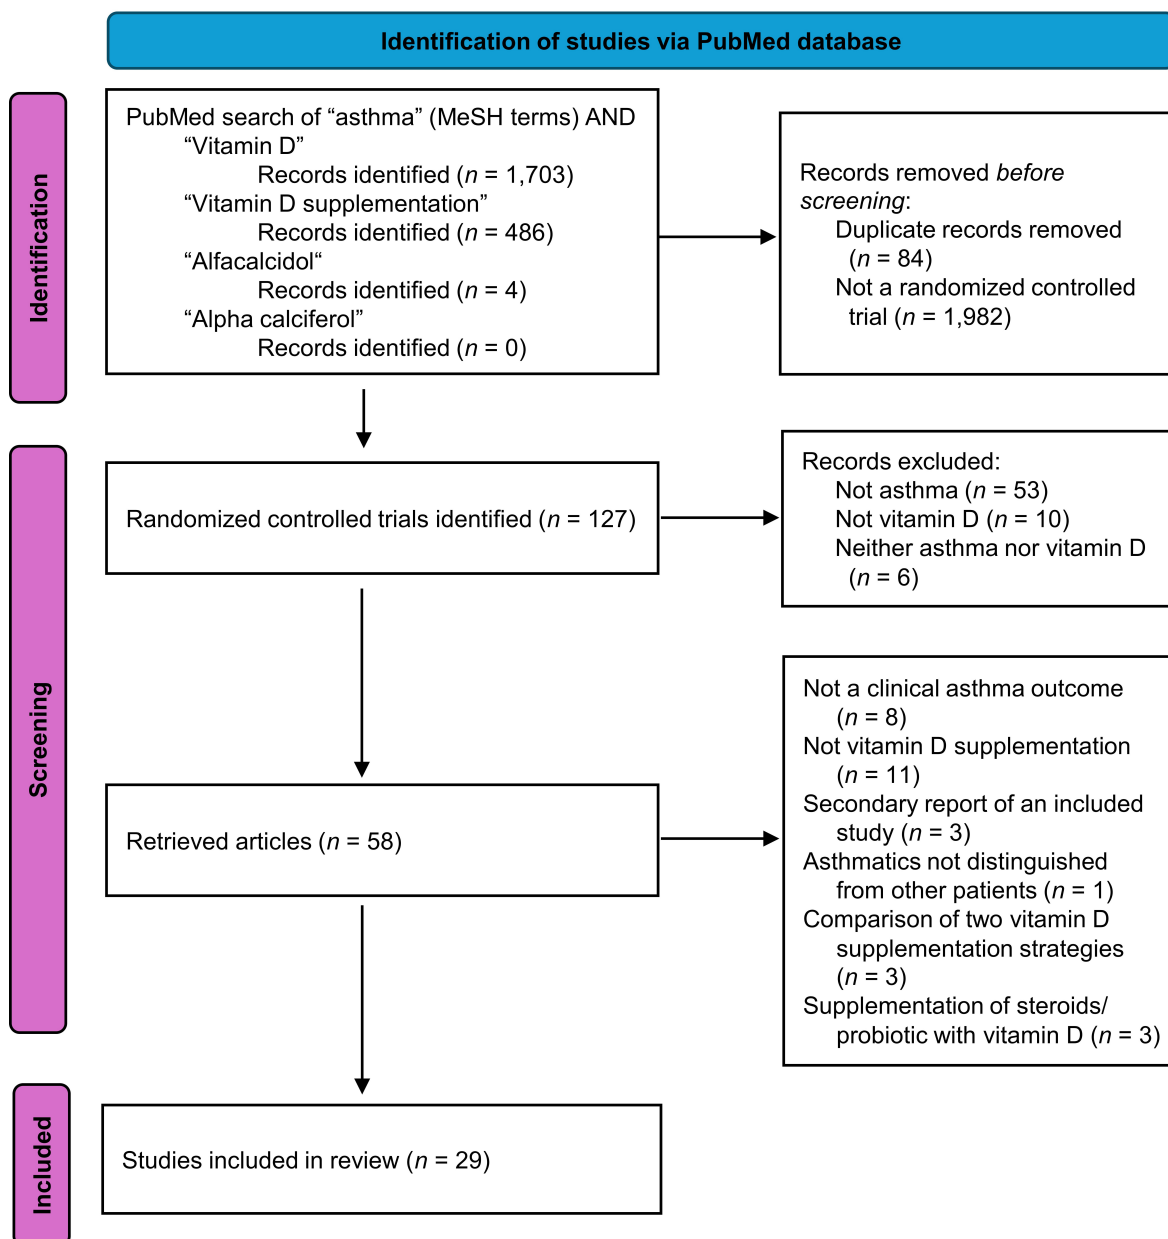 Identification of studies via PubMed database
Identification
PubMed search of “asthma” (MeSH terms) AND
“Vitamin D”
Records identified (n = 1,703)
“Vitamin D supplementation”
Records identified (n = 486)
“Alfacalcidol“
Records identified (n = 4)
“Alpha calciferol”
Records identified (n = 0)
Records removed before
screening:
Duplicate records removed
(n = 84)
Not a randomized controlled
trial (n = 1,982)
Screening
Randomized controlled trials identified (n = 127)
Records excluded:
Not asthma (n = 53)
Not vitamin D (n = 10)
Neither asthma nor vitamin D
(n = 6)
Retrieved articles (n = 58)
Not a clinical asthma outcome
(n = 8)
Not vitamin D supplementation
(n = 11)
Secondary report of an included
study (n = 3)
Asthmatics not distinguished
from other patients (n = 1)
Comparison of two vitamin D
supplementation strategies
(n = 3)
Supplementation of steroids/
probiotic with vitamin D (n = 3)
Included
Studies included in review (n = 29)